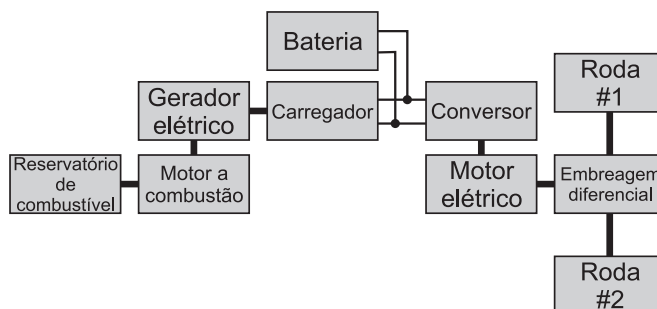 Bateria
Gerador
elétrico
Carregador
Conversor
Roda
#1
Reservatório
de
combustível
Motor a
combustão
Motor
elétrico
Embreagem
diferencial
Roda
#2